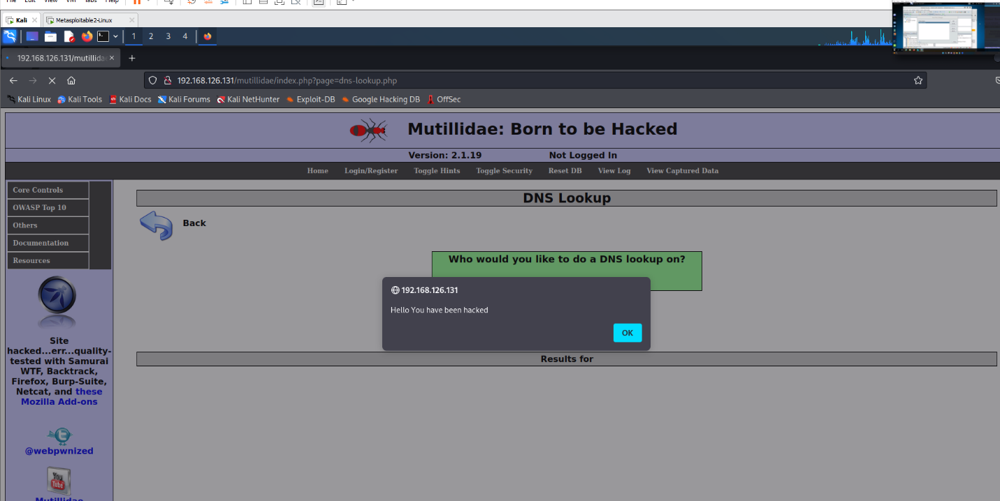 File Edit View VM Tabs Help
Kali Metasploitable2-Linux
1 2 3 4
192.168.126.131/mutillidae
192.168.126.131/mutillidae/index.php?page=dns-lookup.php
Kali Linux Kali Tools Kali Docs Kali Forums Kali NetHunter Exploit-DB Google Hacking DB OffSec
Mutillidae: Born to be Hacked
Version: 2.1.19 Not Logged In
Home Login/Register Toggle Hints Toggle Security Reset DB View Log View Captured Data
Core Controls
OWASP Top 10
Others
Documentation
Resources
DNS Lookup
Back
Who would you like to do a DNS lookup on?
192.168.126.131
Hello You have been hacked
OK
Results for
Site
hacked...err...quality-
tested with Samurai
WTF, Backtrack,
Firefox, Burp-Suite,
Netcat, and these
Mozilla Add-ons
@webpwnized
You
Tube
Mutillidae